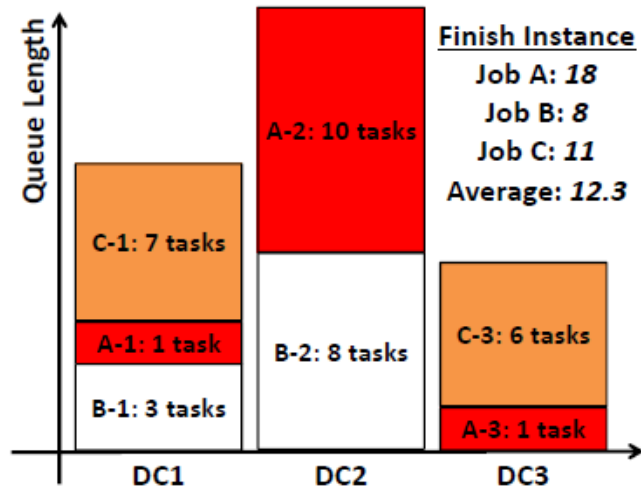 Queue Length
Finish Instance
Job A: 18
Job B: 8
Job C: 11
Average: 12.3
A-2: 10 tasks
C-1: 7 tasks
A-1: 1 task
B-1: 3 tasks
B-2: 8 tasks
C-3: 6 tasks
A-3: 1 task
DC1
DC2
DC3